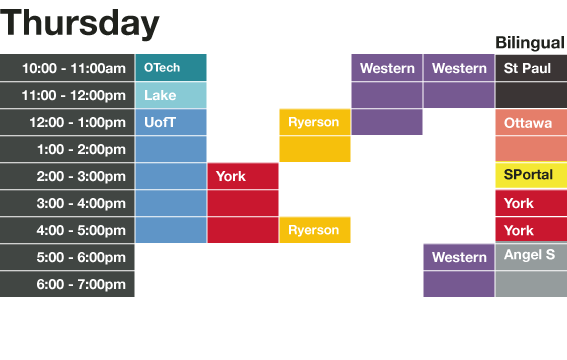 Thursday
Bilingual
10:00 - 11:00am OTech Western Western St Paul
11:00 - 12:00pm Lake
12:00 - 1:00pm UofT Ryerson Ottawa
1:00 - 2:00pm
2:00 - 3:00pm York SPortal
3:00 - 4:00pm York
4:00 - 5:00pm Ryerson York
5:00 - 6:00pm Western Angel S
6:00 - 7:00pm